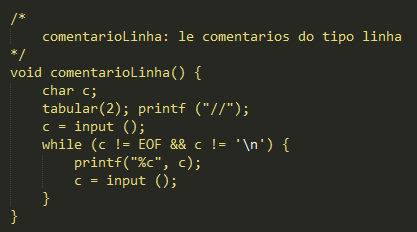 /*
    comentarioLinha: le comentarios do tipo linha
*/
void comentarioLinha() {
    char c;
    tabular(2); printf ("//");
    c = input ();
    while (c != EOF && c != '\n') {
        printf("%c", c);
        c = input ();
    }
}